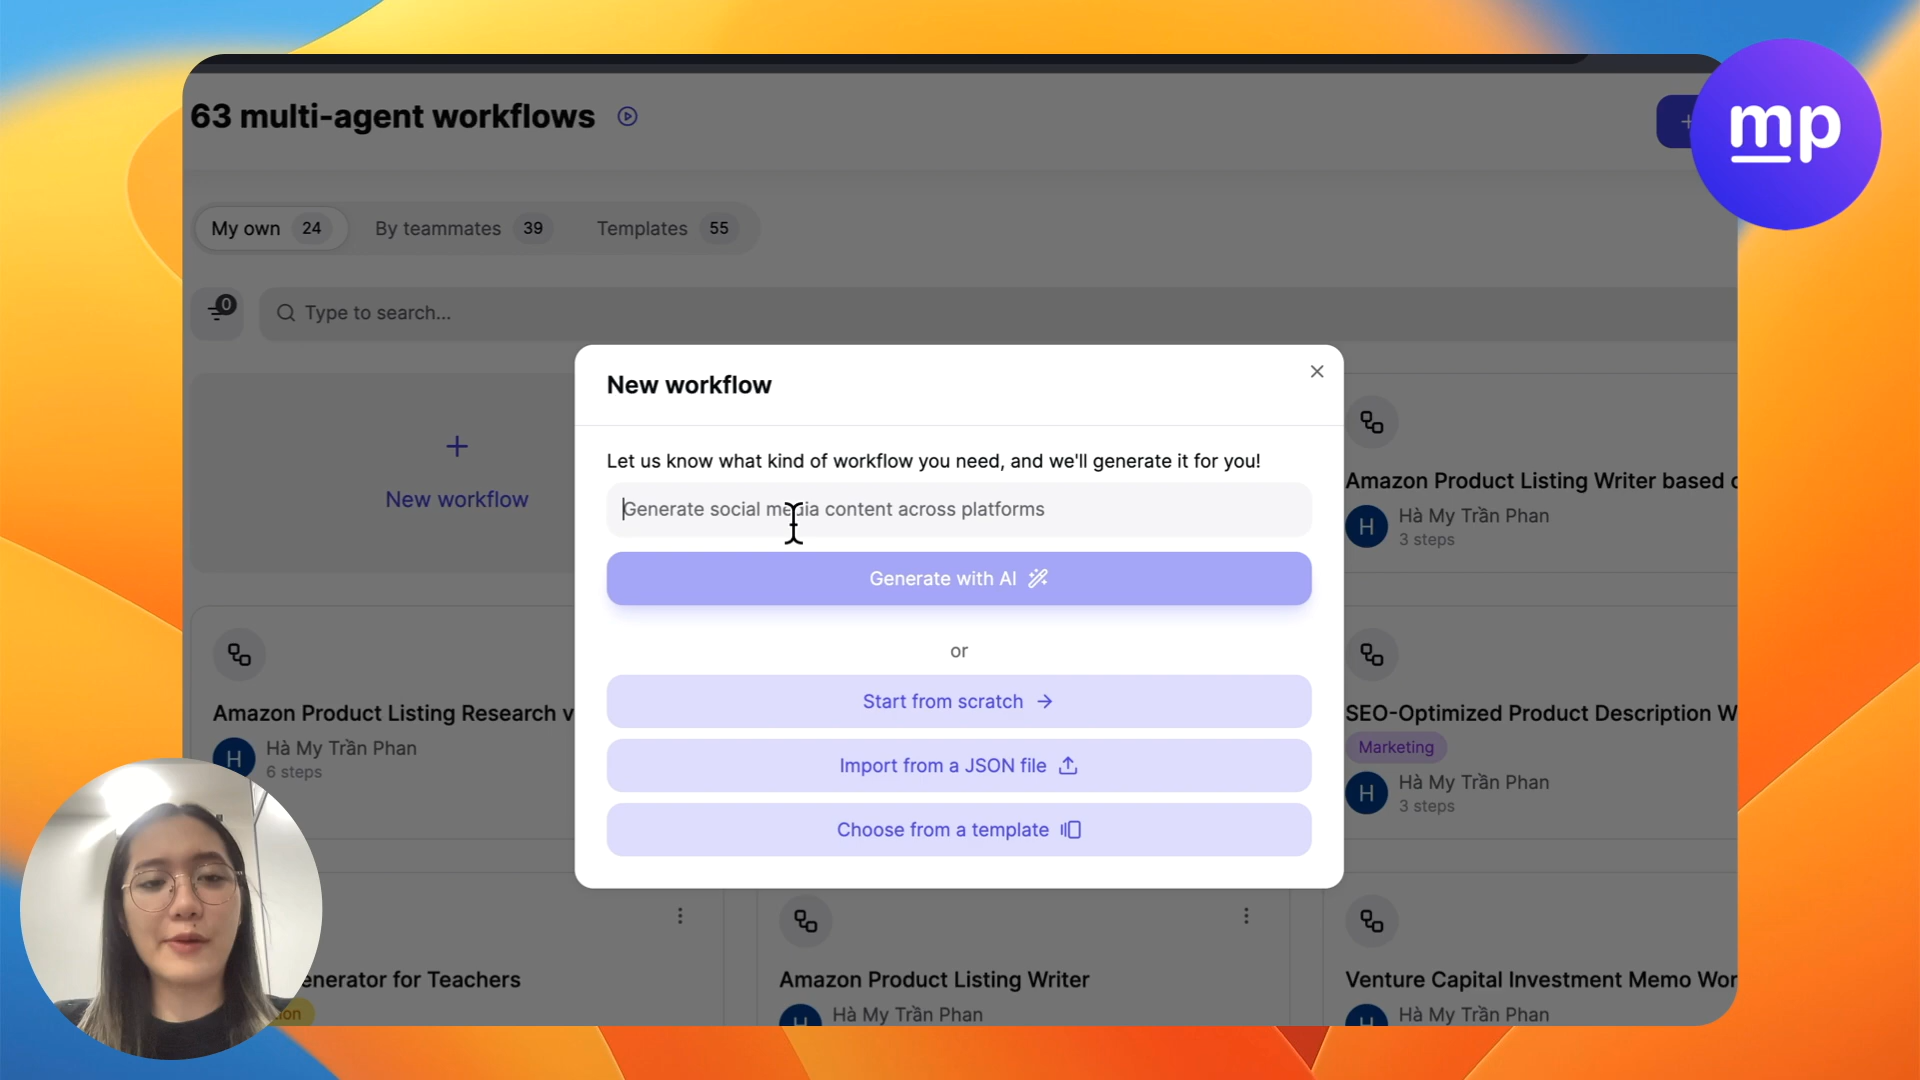 63 multi-agent workflows
+
mp
My own 24
By teammates 39
Templates 55
0
Type to search...
New workflow
Let us know what kind of workflow you need, and we'll generate it for you!
Generate social media content across platforms
Generate with AI
or
Start from scratch
Import from a JSON file
Choose from a template
+
New workflow
Amazon Product Listing Writer based
H
Hà My Trần Phan
3 steps
Amazon Product Listing Research
H
Hà My Trần Phan
6 steps
SEO-Optimized Product Description W
Marketing
H
Hà My Trần Phan
3 steps
enerator for Teachers
ion
Amazon Product Listing Writer
H
Hà My Trần Phan
Venture Capital Investment Memo Wor
H
Hà My Trần Phan